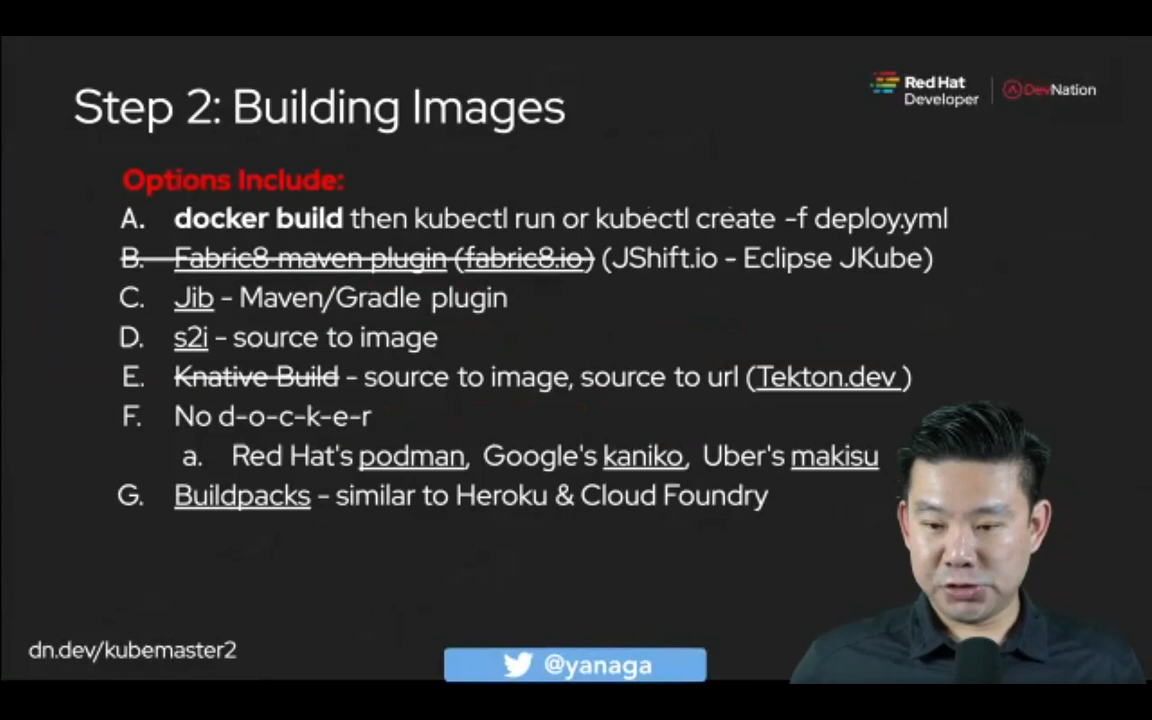 Step 2: Building Images
Red Hat
Developer
DevNation
Options Include:
A. docker build then kubectl run or kubectl create -f deploy.yml
B. Fabric8 maven plugin (fabric8.io) (JShift.io - Eclipse JKube)
C. Jib - Maven/Gradle plugin
D. s2i - source to image
E. Knative Build - source to image, source to url (Tekton.dev )
F. No d-o-c-k-e-r
a. Red Hat's podman, Google's kaniko, Uber's makisu
G. Buildpacks - similar to Heroku & Cloud Foundry
dn.dev/kubemaster2
@yanaga